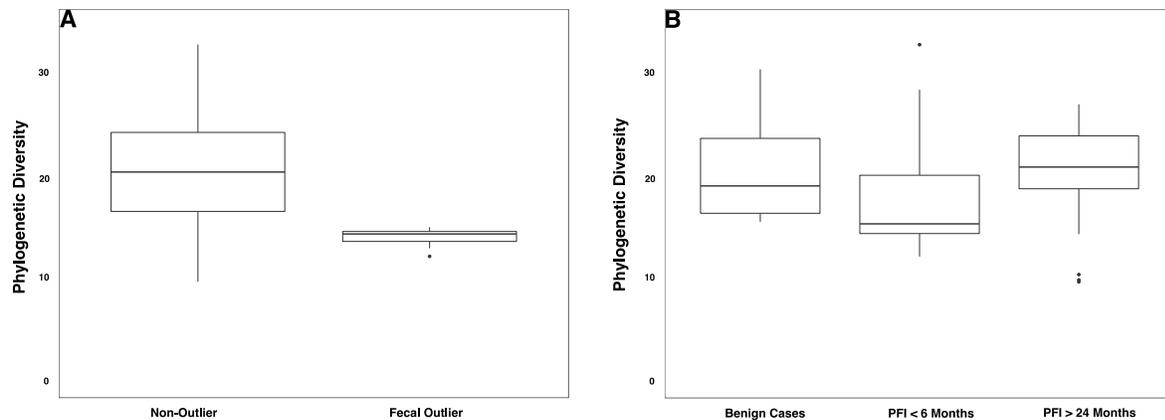 A
Phylogenetic Diversity
30
20
10
0
Non-Outlier
Fecal Outlier
B
Phylogenetic Diversity
30
20
10
0
Benign Cases
PFI < 6 Months
PFI > 24 Months